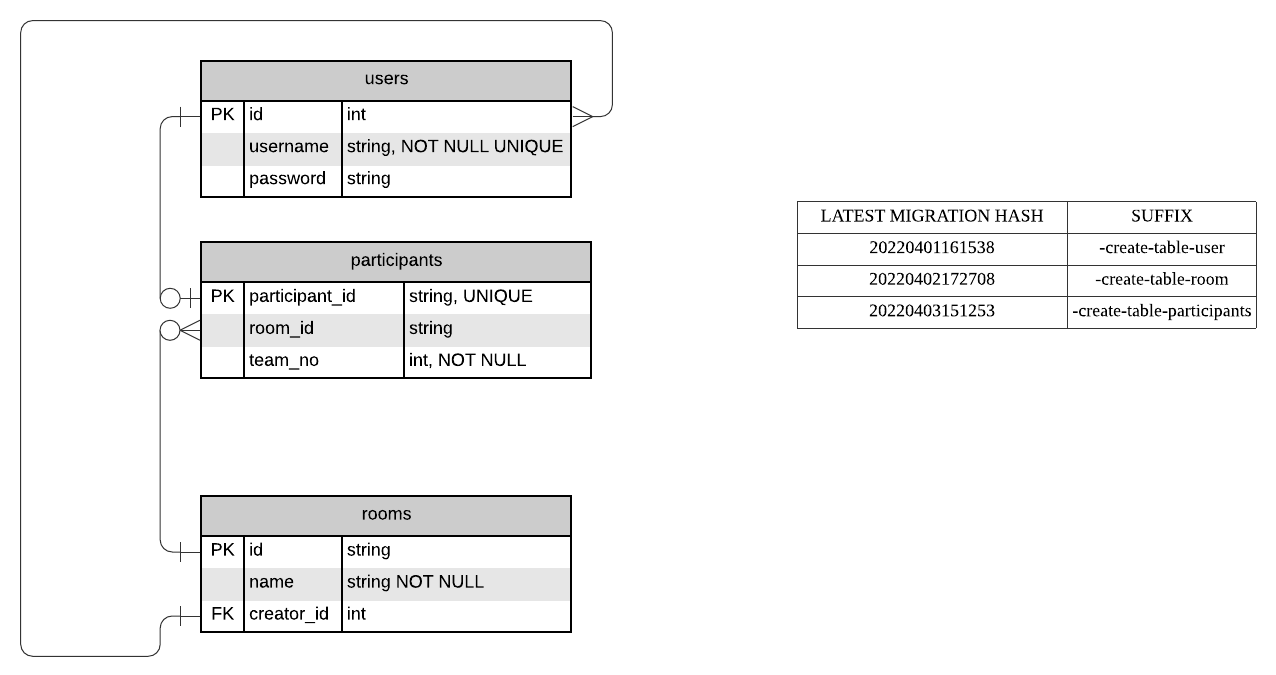 users
PK id int
username string, NOT NULL UNIQUE
password string
participants
PK participant_id string, UNIQUE
room_id string
team_no int, NOT NULL
rooms
PK id string
name string NOT NULL
FK creator_id int
LATEST MIGRATION HASH SUFFIX
20220401161538 -create-table-user
20220402172708 -create-table-room
20220403151253 -create-table-participants